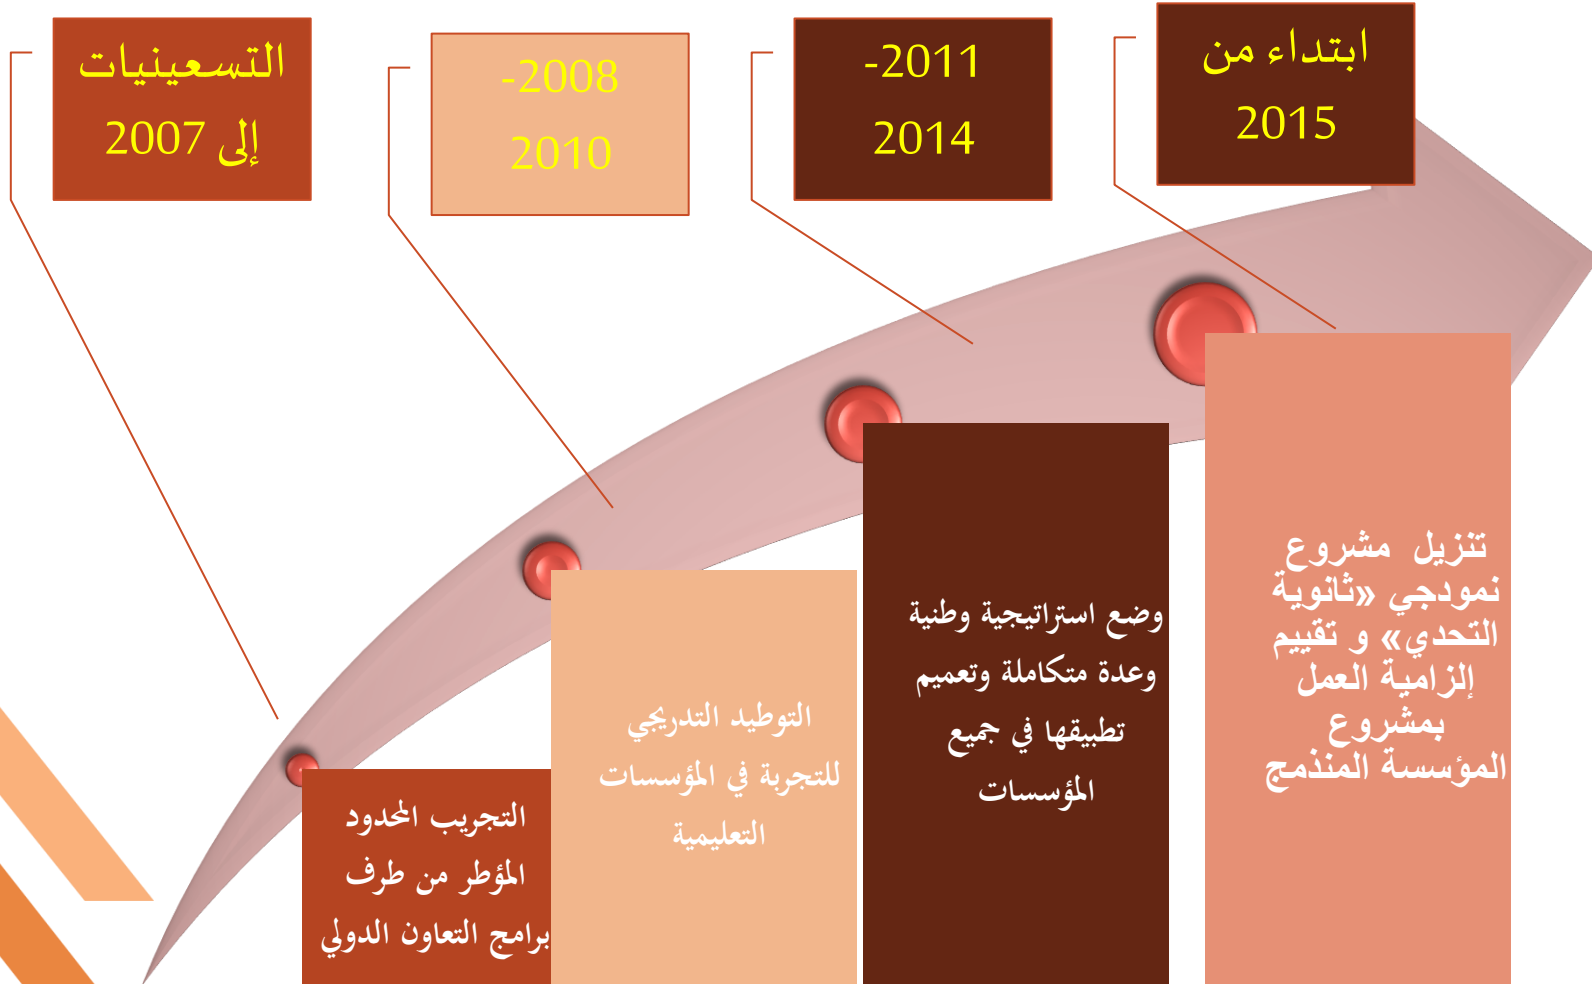 التسعينيات
إلى 2007
2008-
2010
2011-
2014
ابتداء من
2015
التجريب المحدود
المؤطر من طرف
برامج التعاون الدولي
التوطيد التدريجي
للتجربة في المؤسسات
التعليمية
وضع استراتيجية وطنية
وعدة متكاملة وتعميم
تطبيقها في جميع
المؤسسات
تنزيل مشروع
نمودجي «ثانوية
التحدي» و تقييم
إلزامية العمل
بمشروع
المؤسسة المنذمج